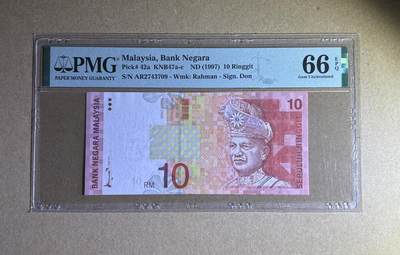 PMG
PAPER MONEY GUARANTY
Malaysia, Bank Negara
Pick# 42a KNB47a-c ND (1997) 10 Ringgit
S/N AR2743709 - Wmk: Rahman - Sign. Don
66 EPQ
Gem Uncirculated
BANK NEGARA MALAYSIA
RM 10
10
SEPULUH RINGGIT